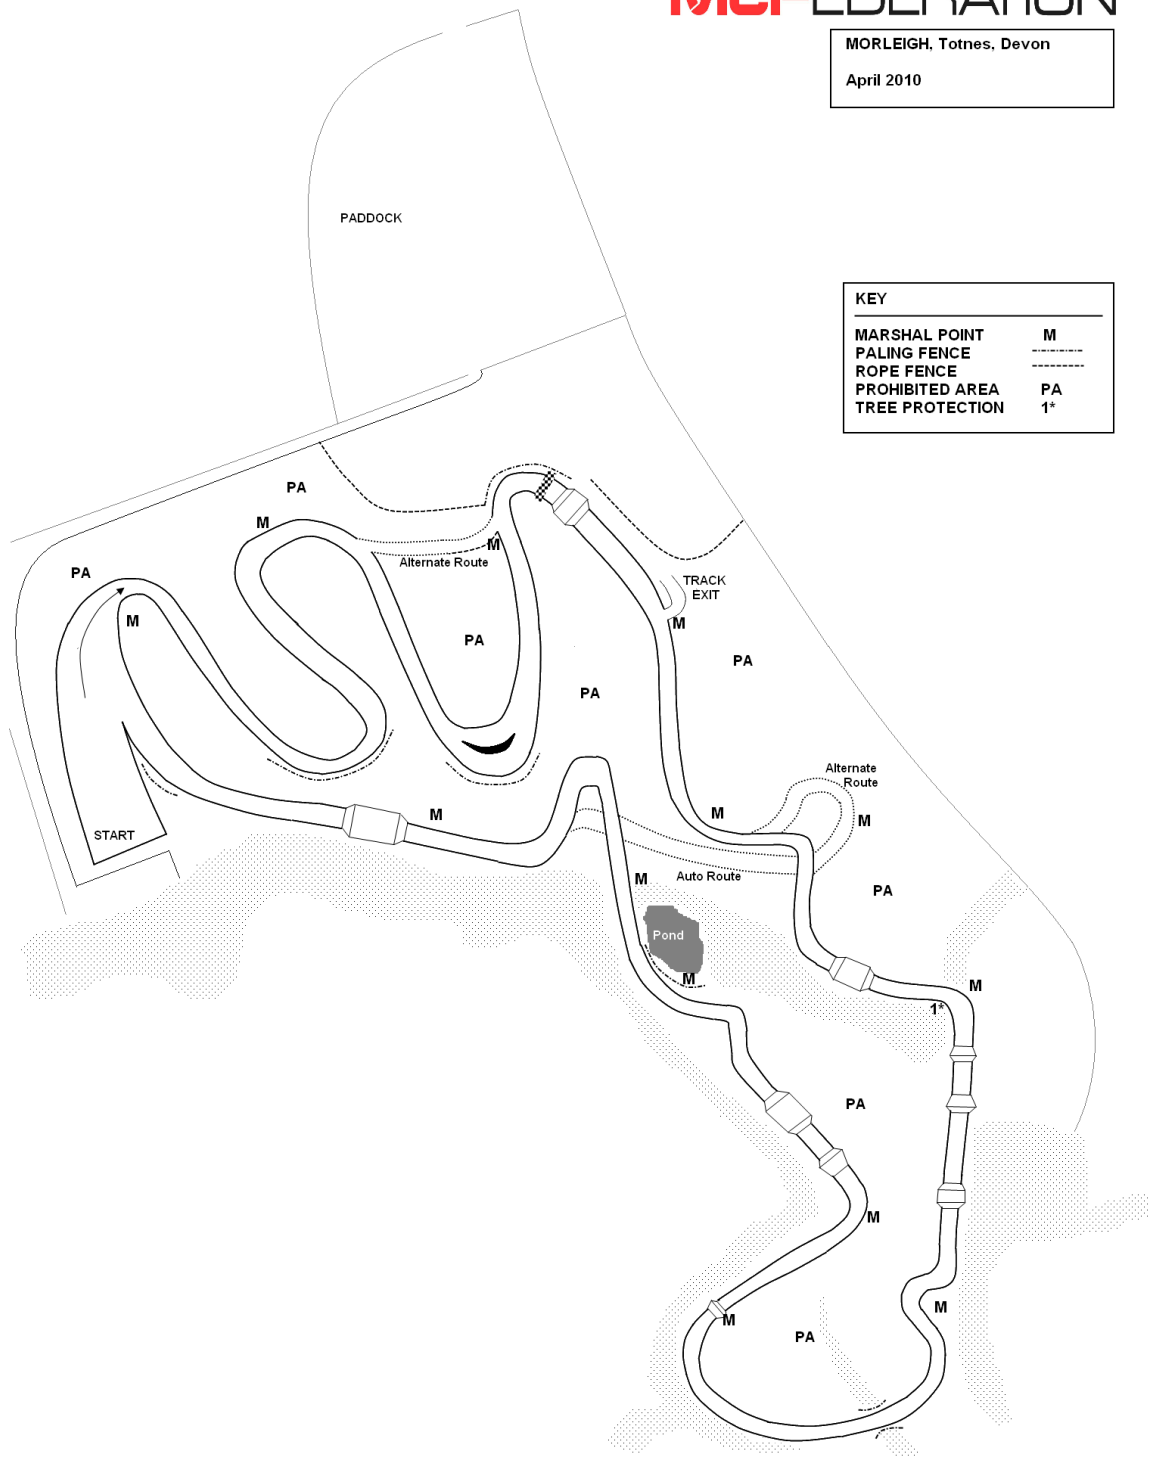 MCFEDERATION
MORLEIGH, Totnes, Devon
April 2010
PADDOCK
KEY
MARSHAL POINT M
PALING FENCE
ROPE FENCE
PROHIBITED AREA PA
TREE PROTECTION 1*
PA
M
M
Alternate Route
PA
TRACK
EXIT
M
M
PA
PA
PA
Alternate
Route
M
M
M
START
M
Auto Route
PA
Pond
M
M
1*
PA
M
M
M
PA